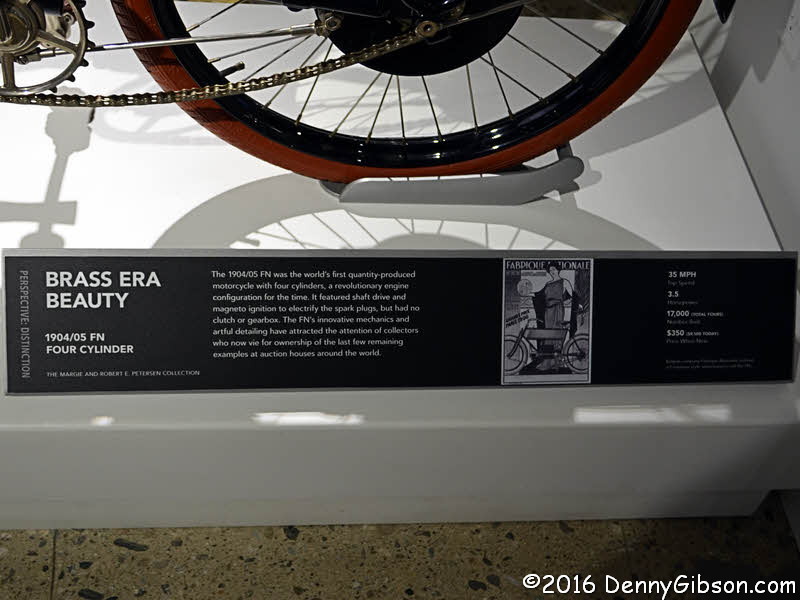 PERSPECTIVE: DISTINCTION
BRASS ERA
BEAUTY
1904/05 FN
FOUR CYLINDER
THE MARGIE AND ROBERT E. PETERSEN COLLECTION
The 1904/05 FN was the world's first quantity-produced
motorcycle with four cylinders, a revolutionary engine
configuration for the time. It featured shaft drive and
magneto ignition to electrify the spark plugs, but had no
clutch or gearbox. The FN's innovative mechanics and
artful detailing have attracted the attention of collectors
who now vie for ownership of the last few remaining
examples at auction houses around the world.
FABRIQUE NATIONALE
35 MPH
Top Speed
3.5
Horsepower
17,000 (TOTAL FOURS)
Number Built
$350
Price When New
©2016 DennyGibson.com